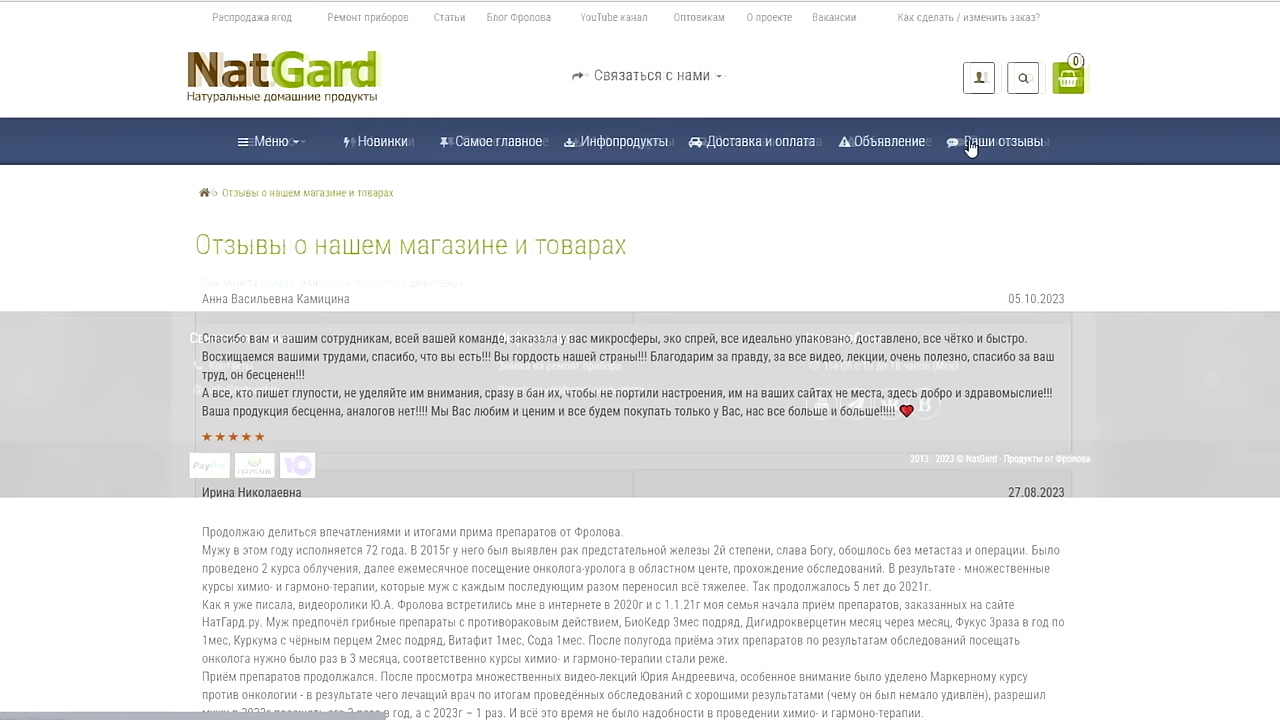 Распродажа ягод Ремонт приборов Статьи Блог Фролова YouTube канал Оптовикам О проекте Вакансии Как сделать / изменить заказ?
NatGard
Натуральные домашние продукты
Связаться с нами
0
Меню Новинки Самое главное Инфопродукты Доставка и оплата Объявление Ваши отзывы
Отзывы о нашем магазине и товарах
Отзывы о нашем магазине и товарах
Анна Васильевна Камицина 05.10.2023
Спасибо вам и вашим сотрудникам, всей вашей команде, заказала у вас микросферы, эко спрей, все идеально упаковано, доставлено, все чётко и быстро.
Восхищаемся вашими трудами, спасибо, что вы есть!!! Вы гордость нашей страны!!! Благодарим за правду, за все видео, лекции, очень полезно, спасибо за ваш
труд, он бесценен!!!
А все, кто пишет глупости, не уделяйте им внимания, сразу в бан их, чтобы не портили настроения, им на ваших сайтах не места, здесь добро и здравомыслие!!!
Ваша продукция бесценна, аналогов нет!!!! Мы Вас любим и ценим и все будем покупать только у Вас, нас все больше и больше!!!!!
PayPal СБЕРБАНК Ю
2013 - 2023 © NatGard - Продукты от Фролова
Ирина Николаевна 27.08.2023
Продолжаю делиться впечатлениями и итогами прима препаратов от Фролова.
Мужу в этом году исполняется 72 года. В 2015г у него был выявлен рак предстательной железы 2й степени, слава Богу, обошлось без метастаз и операции. Было
проведено 2 курса облучения, далее ежемесячное посещение онколога-уролога в областном центе, прохождение обследований. В результате - множественные
курсы химио- и гармоно-терапии, которые муж с каждым последующим разом переносил всё тяжелее. Так продолжалось 5 лет до 2021г.
Как я уже писала, видеоролики Ю.А. Фролова встретились мне в интернете в 2020г и с 1.1.21г моя семья начала приём препаратов, заказанных на сайте
НатГард.ру. Муж предпочёл грибные препараты с противораковым действием, БиоКедр 3мес подряд, Дигидрокверцетин месяц через месяц, Фукус 3раза в год по
1мес, Куркума с чёрным перцем 2мес подряд, Витафит 1мес, Сода 1мес. После полугода приёма этих препаратов по результатам обследований посещать
онколога нужно было раз в 3 месяца, соответственно курсы химио- и гармоно-терапии стали реже.
Приём препаратов продолжался. После просмотра множественных видео-лекций Юрия Андреевича, особенное внимание было уделено Маркерному курсу
против онкологии - в результате чего лечащий врач по итогам проведённых обследований с хорошими результатами (чему он был немало удивлён), разрешил
мужу в 2022г посещать его 2 раза в год, а с 2023г – 1 раз. И всё это время не было надобности в проведении химио- и гармоно-терапии.